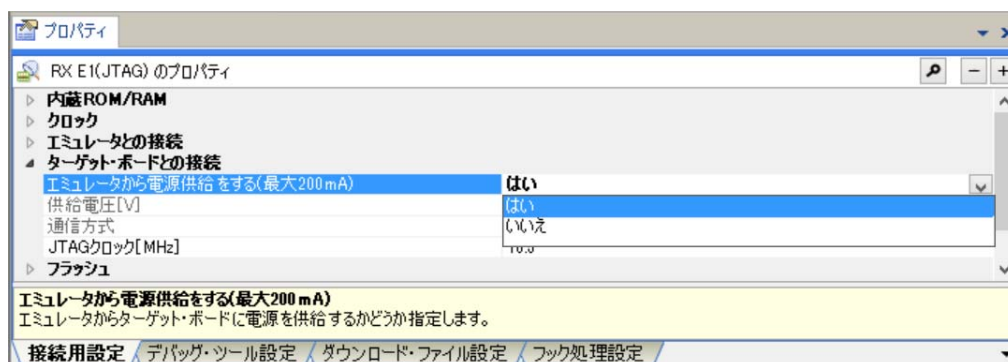 プロパティ
RX E1(JTAG) のプロパティ
内蔵ROM/RAM
クロック
エミュレータとの接続
ターゲット・ボードとの接続
エミュレータから電源供給をする(最大200mA) はい
供給電圧[V] はい
通信方式 いいえ
JTAGクロック[MHz]
フラッシュ
エミュレータから電源供給をする(最大200mA)
エミュレータからターゲット・ボードに電源を供給するかどうか指定します。
接続用設定 デバッグ・ツール設定 ダウンロード・ファイル設定 フック処理設定